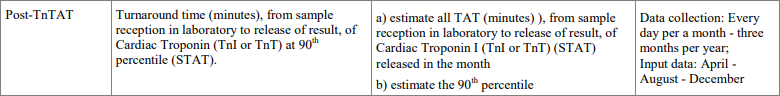 Post-TnTAT
Turnaround time (minutes), from sample
reception in laboratory to release of result, of
Cardiac Troponin (TnI or TnT) at 90th
percentile (STAT).
a) estimate all TAT (minutes) ), from sample
reception in laboratory to release of result, of
Cardiac Troponin I (TnI or TnT) (STAT)
released in the month
b) estimate the 90th percentile
Data collection: Every
day per a month - three
months per year;
Input data: April -
August - December